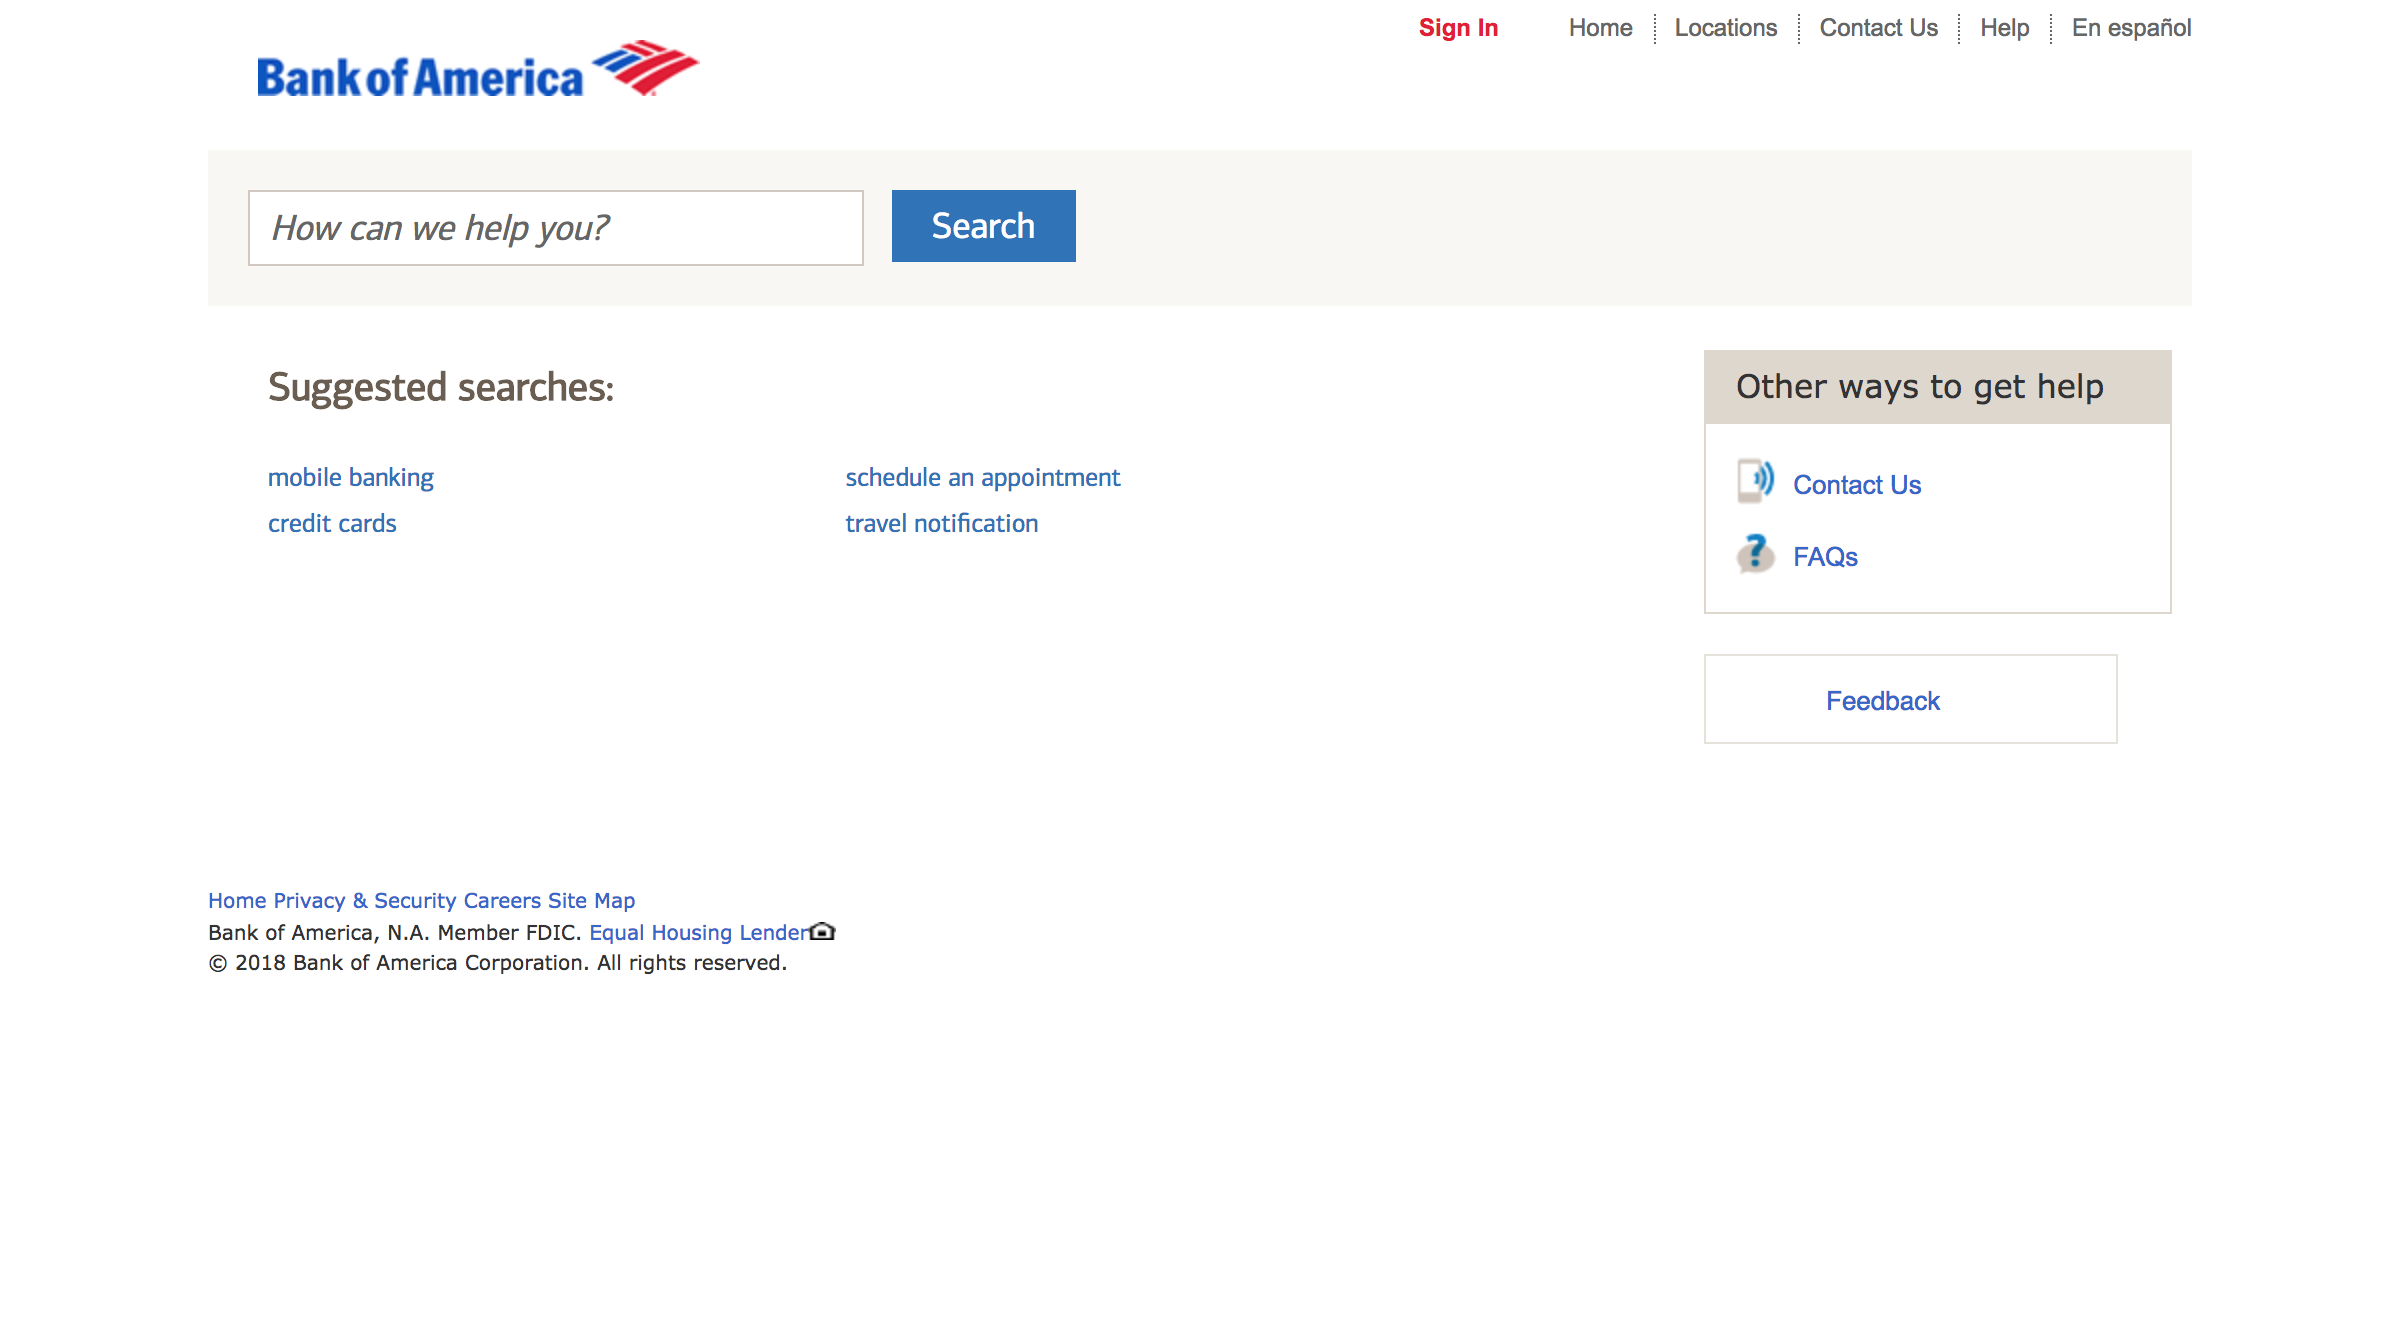 Sign In Home Locations Contact Us Help En español
Bank of America
How can we help you? Search
Suggested searches:
mobile banking schedule an appointment
credit cards travel notification
Other ways to get help
Contact Us
FAQs
Feedback
Home Privacy & Security Careers Site Map
Bank of America, N.A. Member FDIC. Equal Housing Lender
© 2018 Bank of America Corporation. All rights reserved.